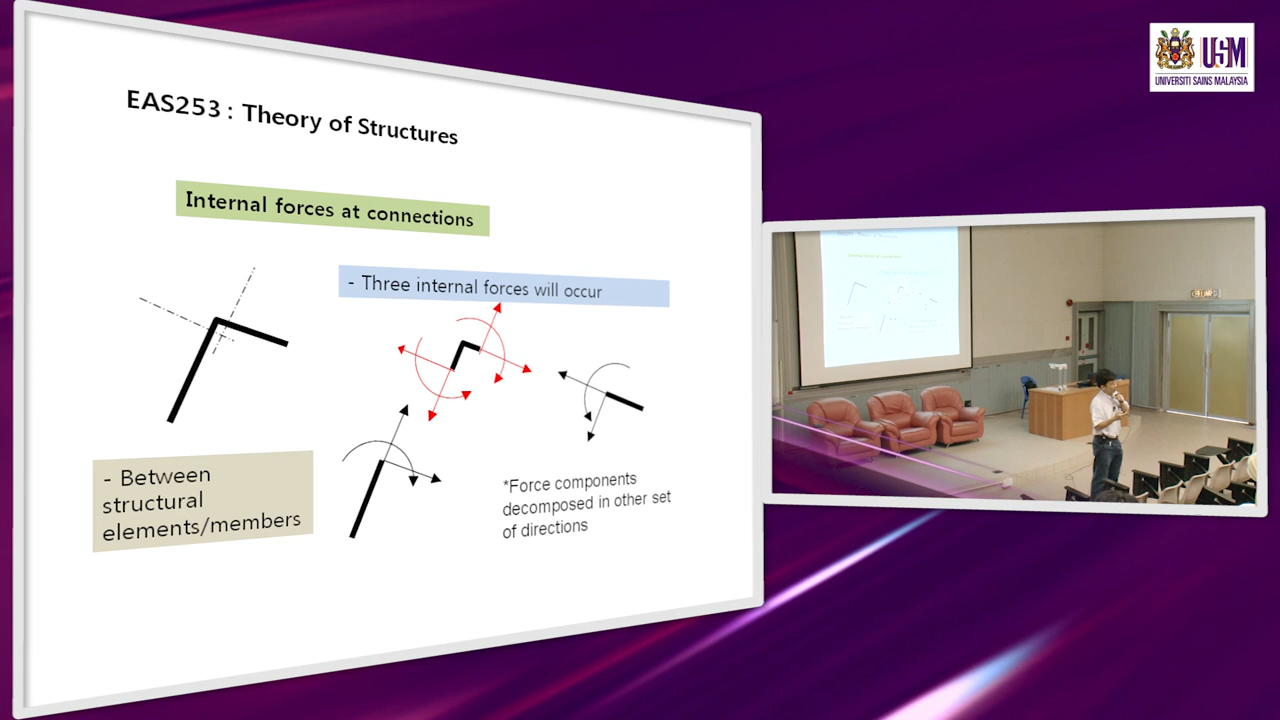 EAS253 : Theory of Structures
Internal forces at connections
- Three internal forces will occur
- Between
structural
elements/members
*Force components
decomposed in other set
of directions
USM
UNIVERSITI SAINS MALAYSIA